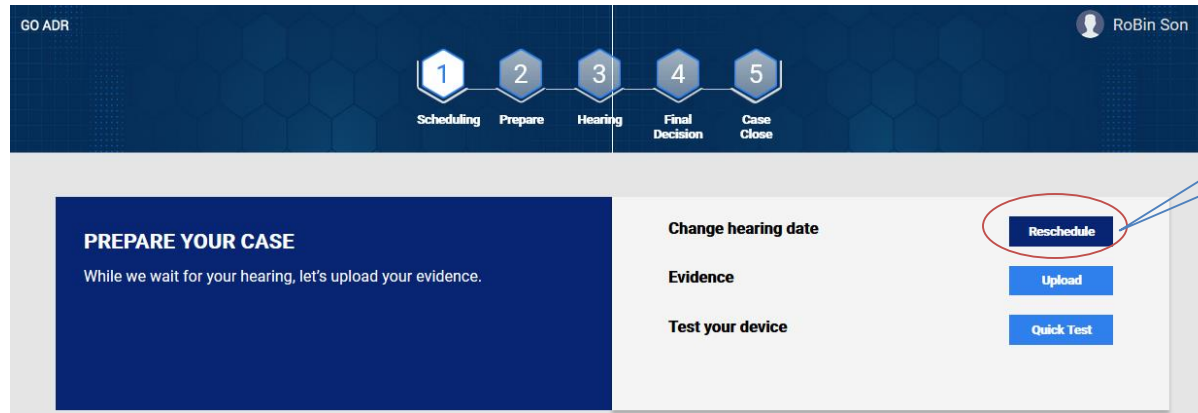 GO ADR
RoBin Son
1 2 3 4 5
Scheduling Prepare Hearing Final Decision Case Close
PREPARE YOUR CASE
While we wait for your hearing, let's upload your evidence.
Change hearing date
Reschedule
Evidence
Upload
Test your device
Quick Test